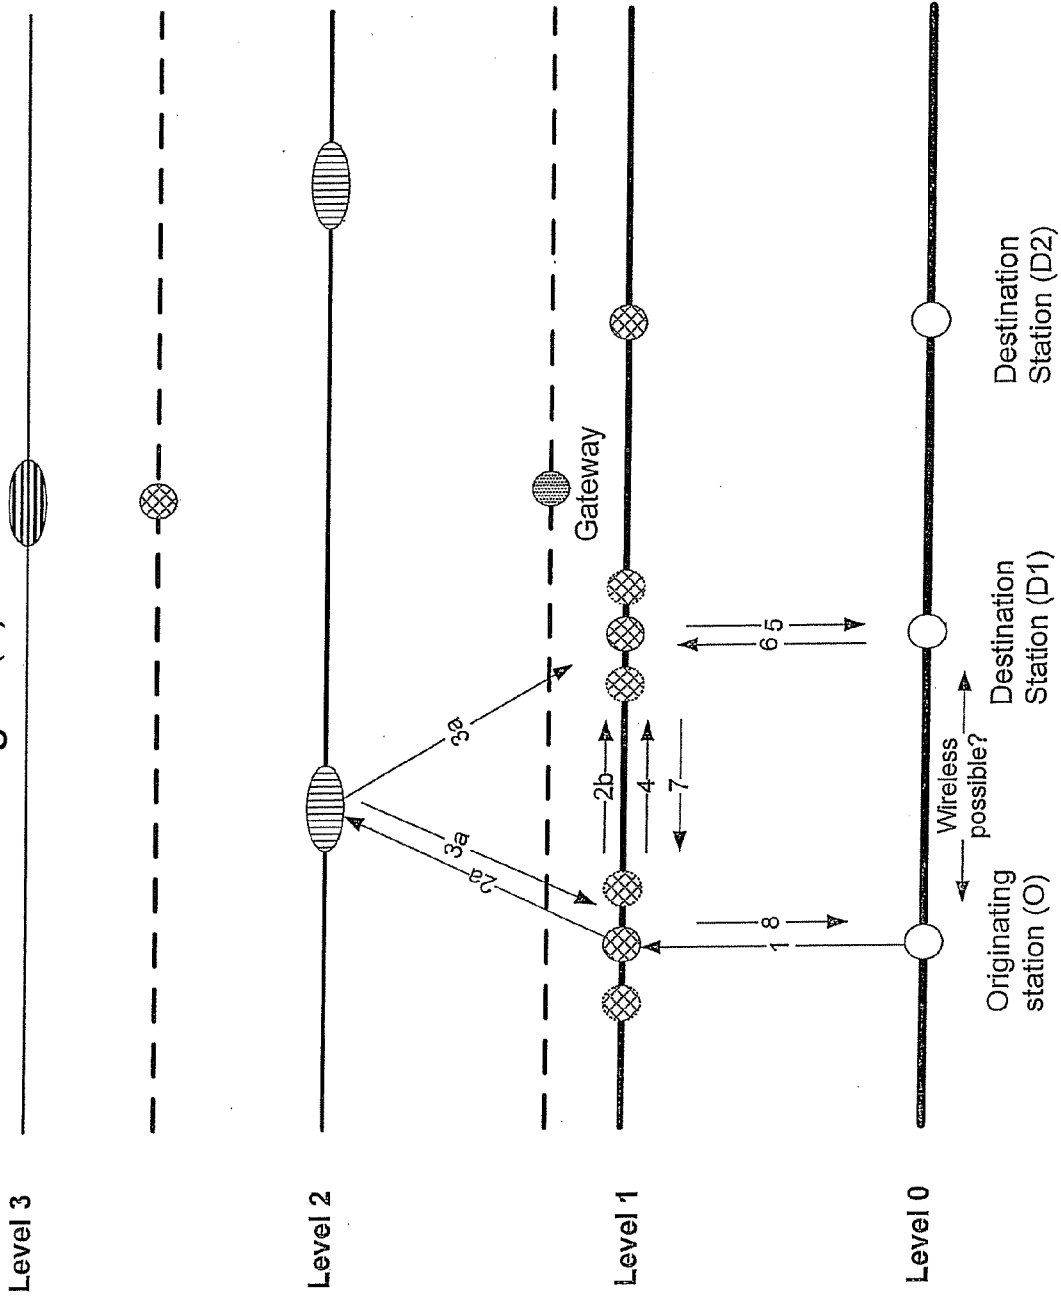 Level 3
Level 2
3a
3a
2a
Gateway
Level 1
2b
4
7
6
5
1
8
Wireless
possible?
Level 0
Originating
station (O)
Destination
Station (D1)
Destination
Station (D2)